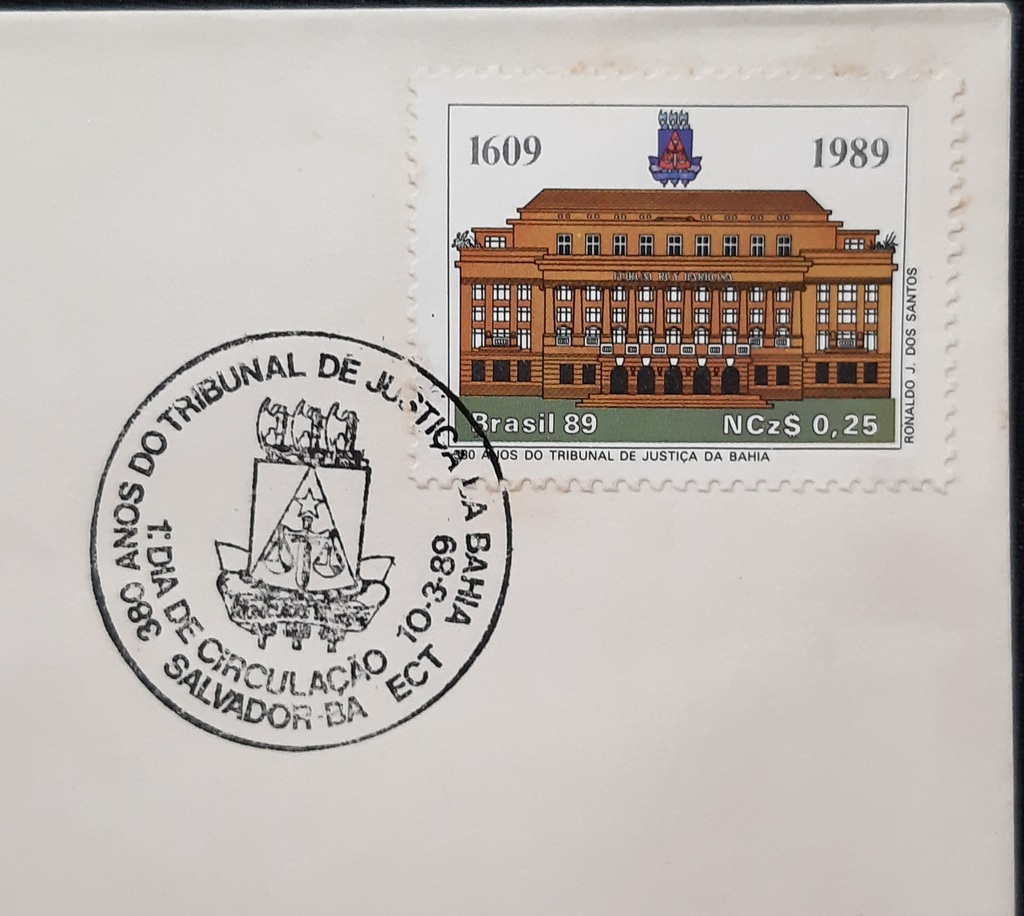 1609
1989
FORUM RUY BARBOSA
Brasil 89
NCz$ 0,25
RONALDO J. DOS SANTOS
380 ANOS DO TRIBUNAL DE JUSTIÇA DA BAHIA
380 ANOS DO TRIBUNAL DE JUSTIÇA DA BAHIA
1º DIA DE CIRCULAÇÃO 10-3-89
SALVADOR-BA ECT